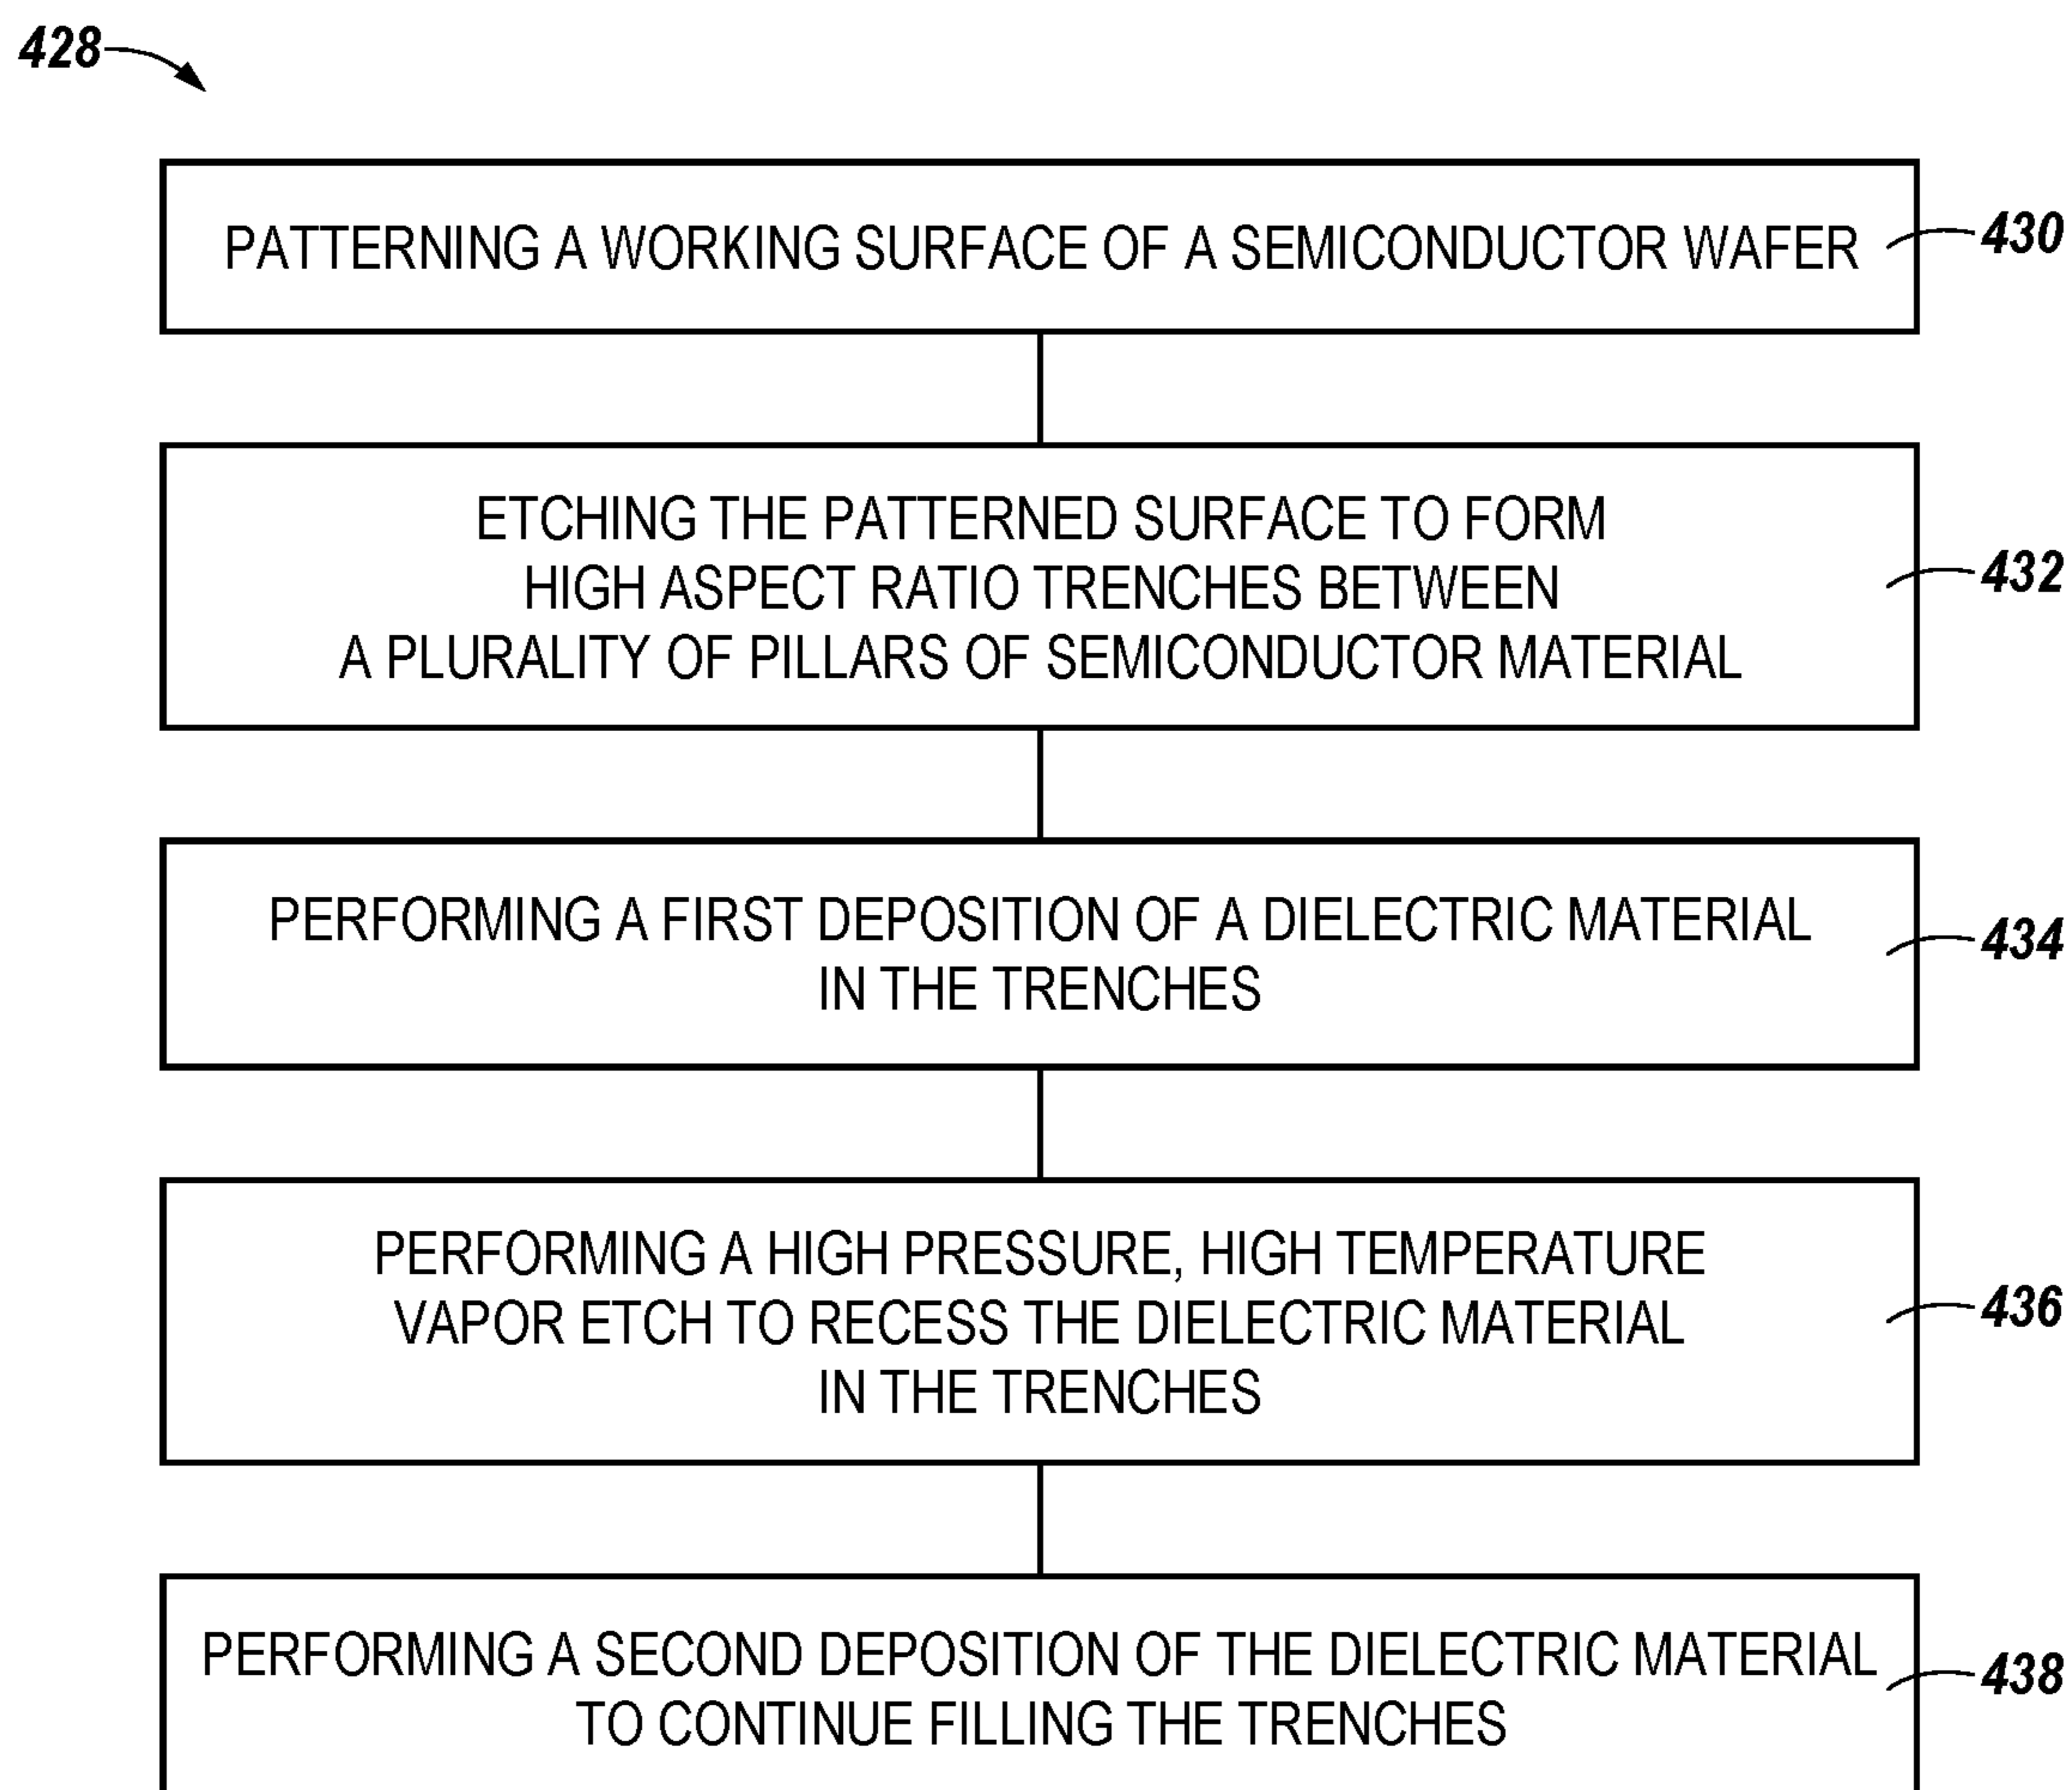 428
PATTERNING A WORKING SURFACE OF A SEMICONDUCTOR WAFER
430
ETCHING THE PATTERNED SURFACE TO FORM
HIGH ASPECT RATIO TRENCHES BETWEEN
A PLURALITY OF PILLARS OF SEMICONDUCTOR MATERIAL
432
PERFORMING A FIRST DEPOSITION OF A DIELECTRIC MATERIAL
IN THE TRENCHES
434
PERFORMING A HIGH PRESSURE, HIGH TEMPERATURE
VAPOR ETCH TO RECESS THE DIELECTRIC MATERIAL
IN THE TRENCHES
436
PERFORMING A SECOND DEPOSITION OF THE DIELECTRIC MATERIAL
TO CONTINUE FILLING THE TRENCHES
438